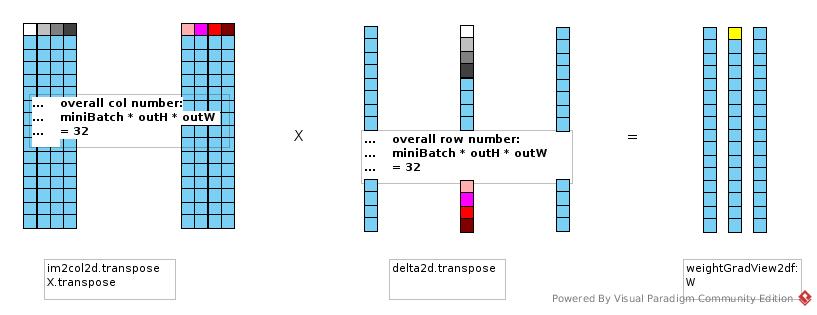 ... overall col number:
... miniBatch * outH * outW
... = 32
X
... overall row number:
... miniBatch * outH * outW
... = 32
=
im2col2d.transpose
X.transpose
delta2d.transpose
weightGradView2df:
W
Powered By Visual Paradigm Community Edition